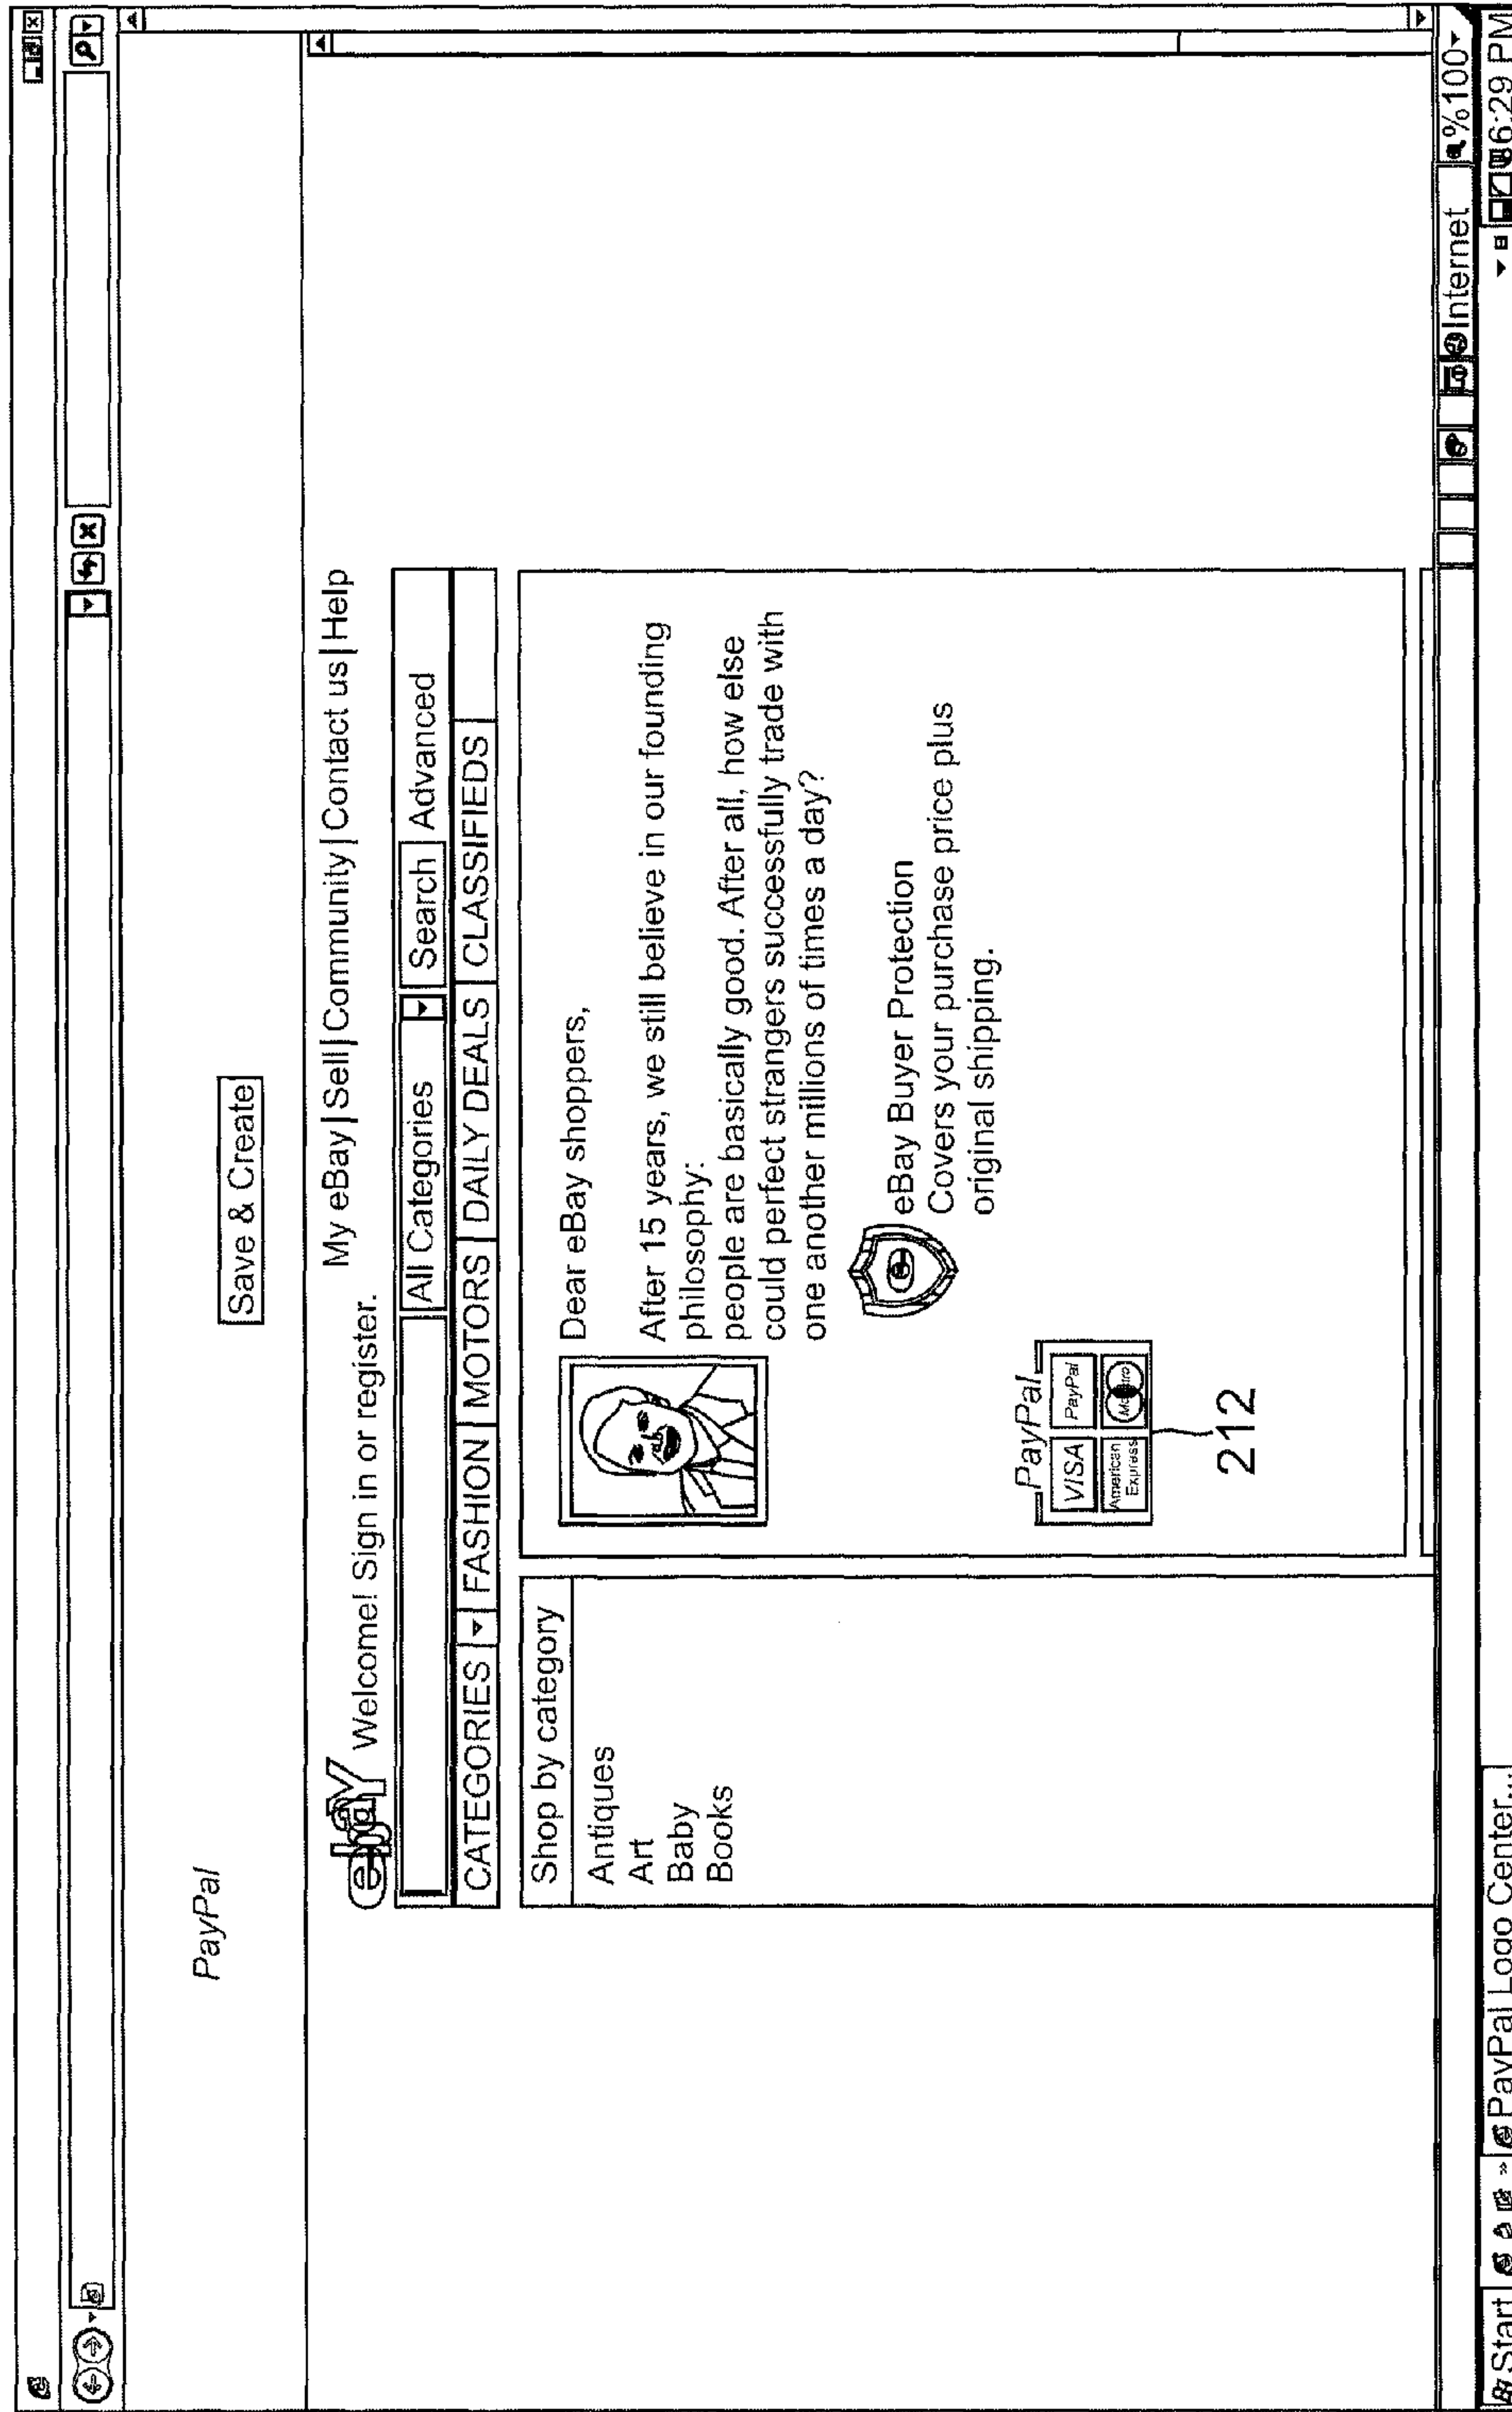 PayPal
Save & Create
ebaY Welcome! Sign in or register. My eBay|Sell|Community|Contact us|Help
All Categories Search Advanced
CATEGORIES FASHION MOTORS DAILY DEALS CLASSIFIEDS
Shop by category
Antiques
Art
Baby
Books
Dear eBay shoppers,
After 15 years, we still believe in our founding
philosophy:
people are basically good. After all, how else
could perfect strangers successfully trade with
one another millions of times a day?
eBay Buyer Protection
Covers your purchase price plus
original shipping.
PayPal
VISA PayPal
American
Express
212
Internet %100
Start PayPal Logo Center... 6:29 PM